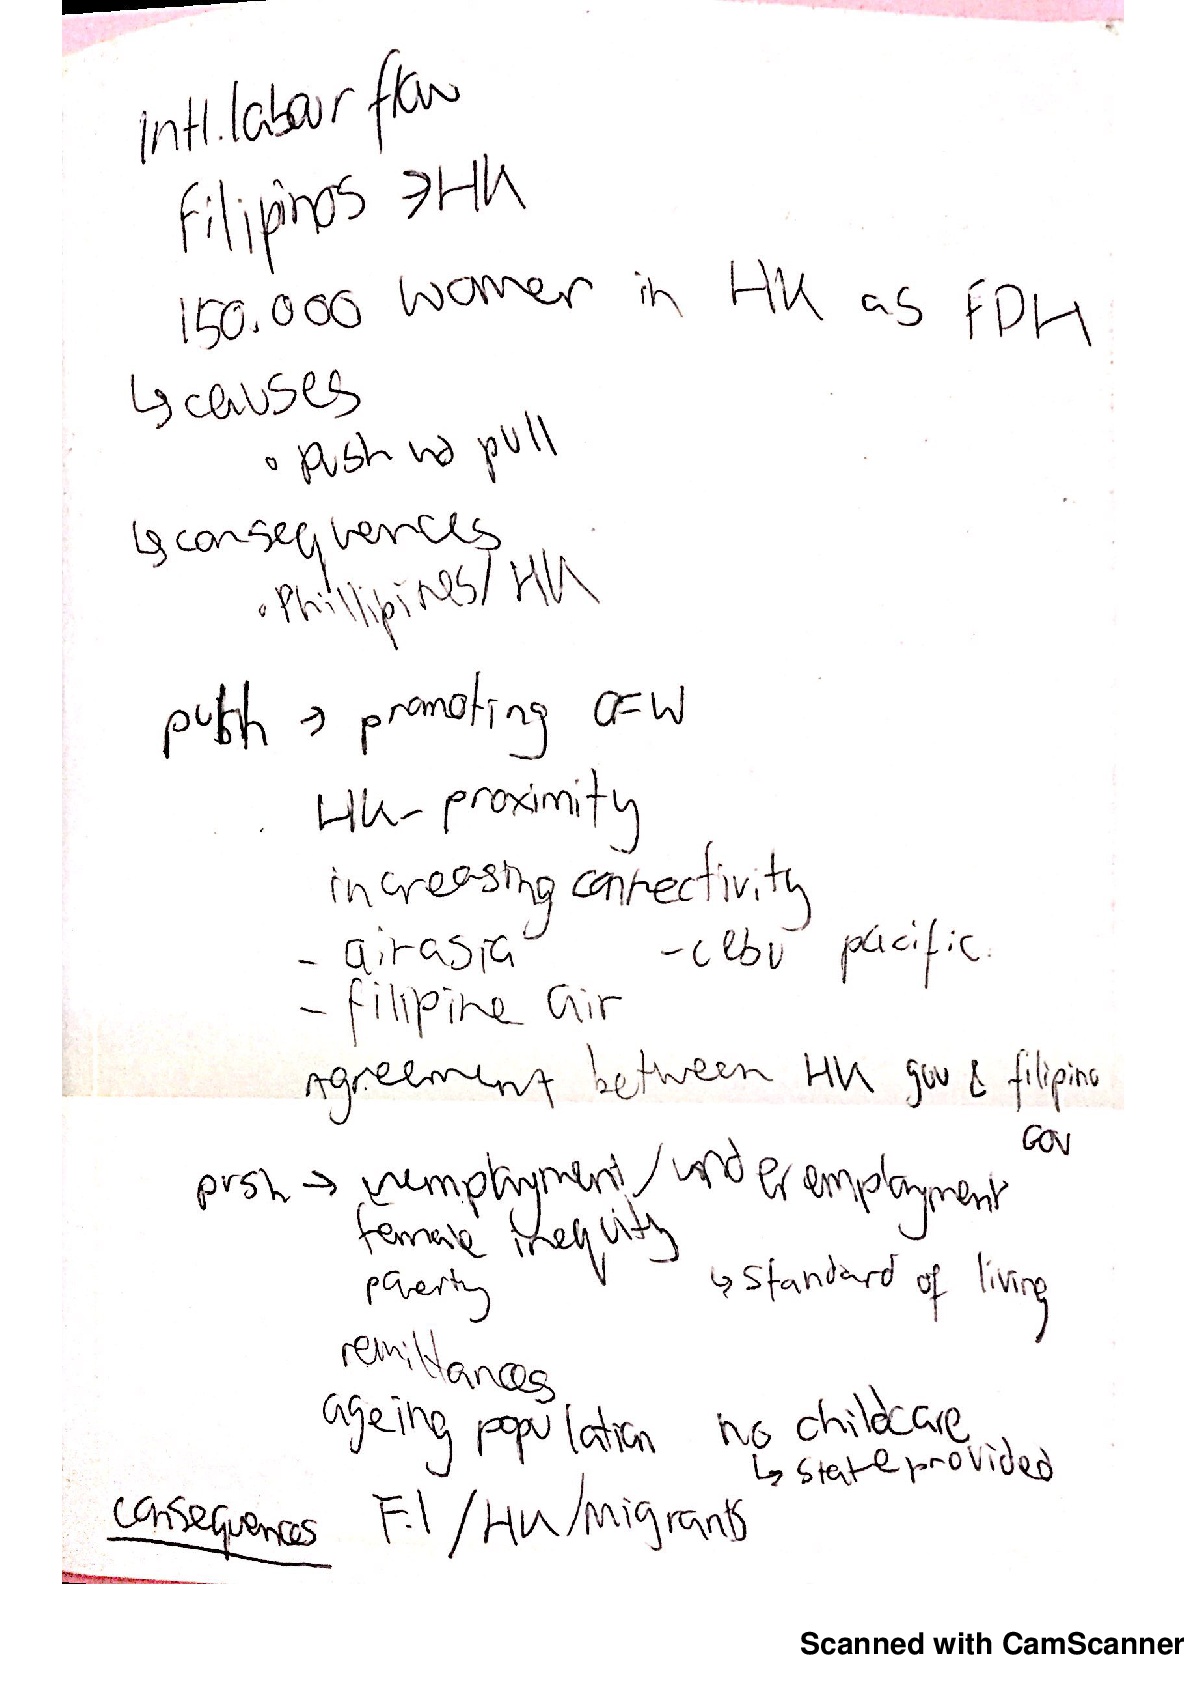 intl. labour flow
Filipinos → HK
150.000 women in HK as FDH
↳ causes
• push pull
↳ consequences
• Phillipines / HK
→ promoting OFW
HK - proximity
increasing connectivity
- airasia - cebu pacific.
- filipine air
Agreement between HK gov & filipino
gov
push → unemployment / underemployment
female inequity
poverty ↳ standard of living
remittances
ageing population no childcare
↳ state provided
consequences F.I / HK / migrants
Scanned with CamScanner